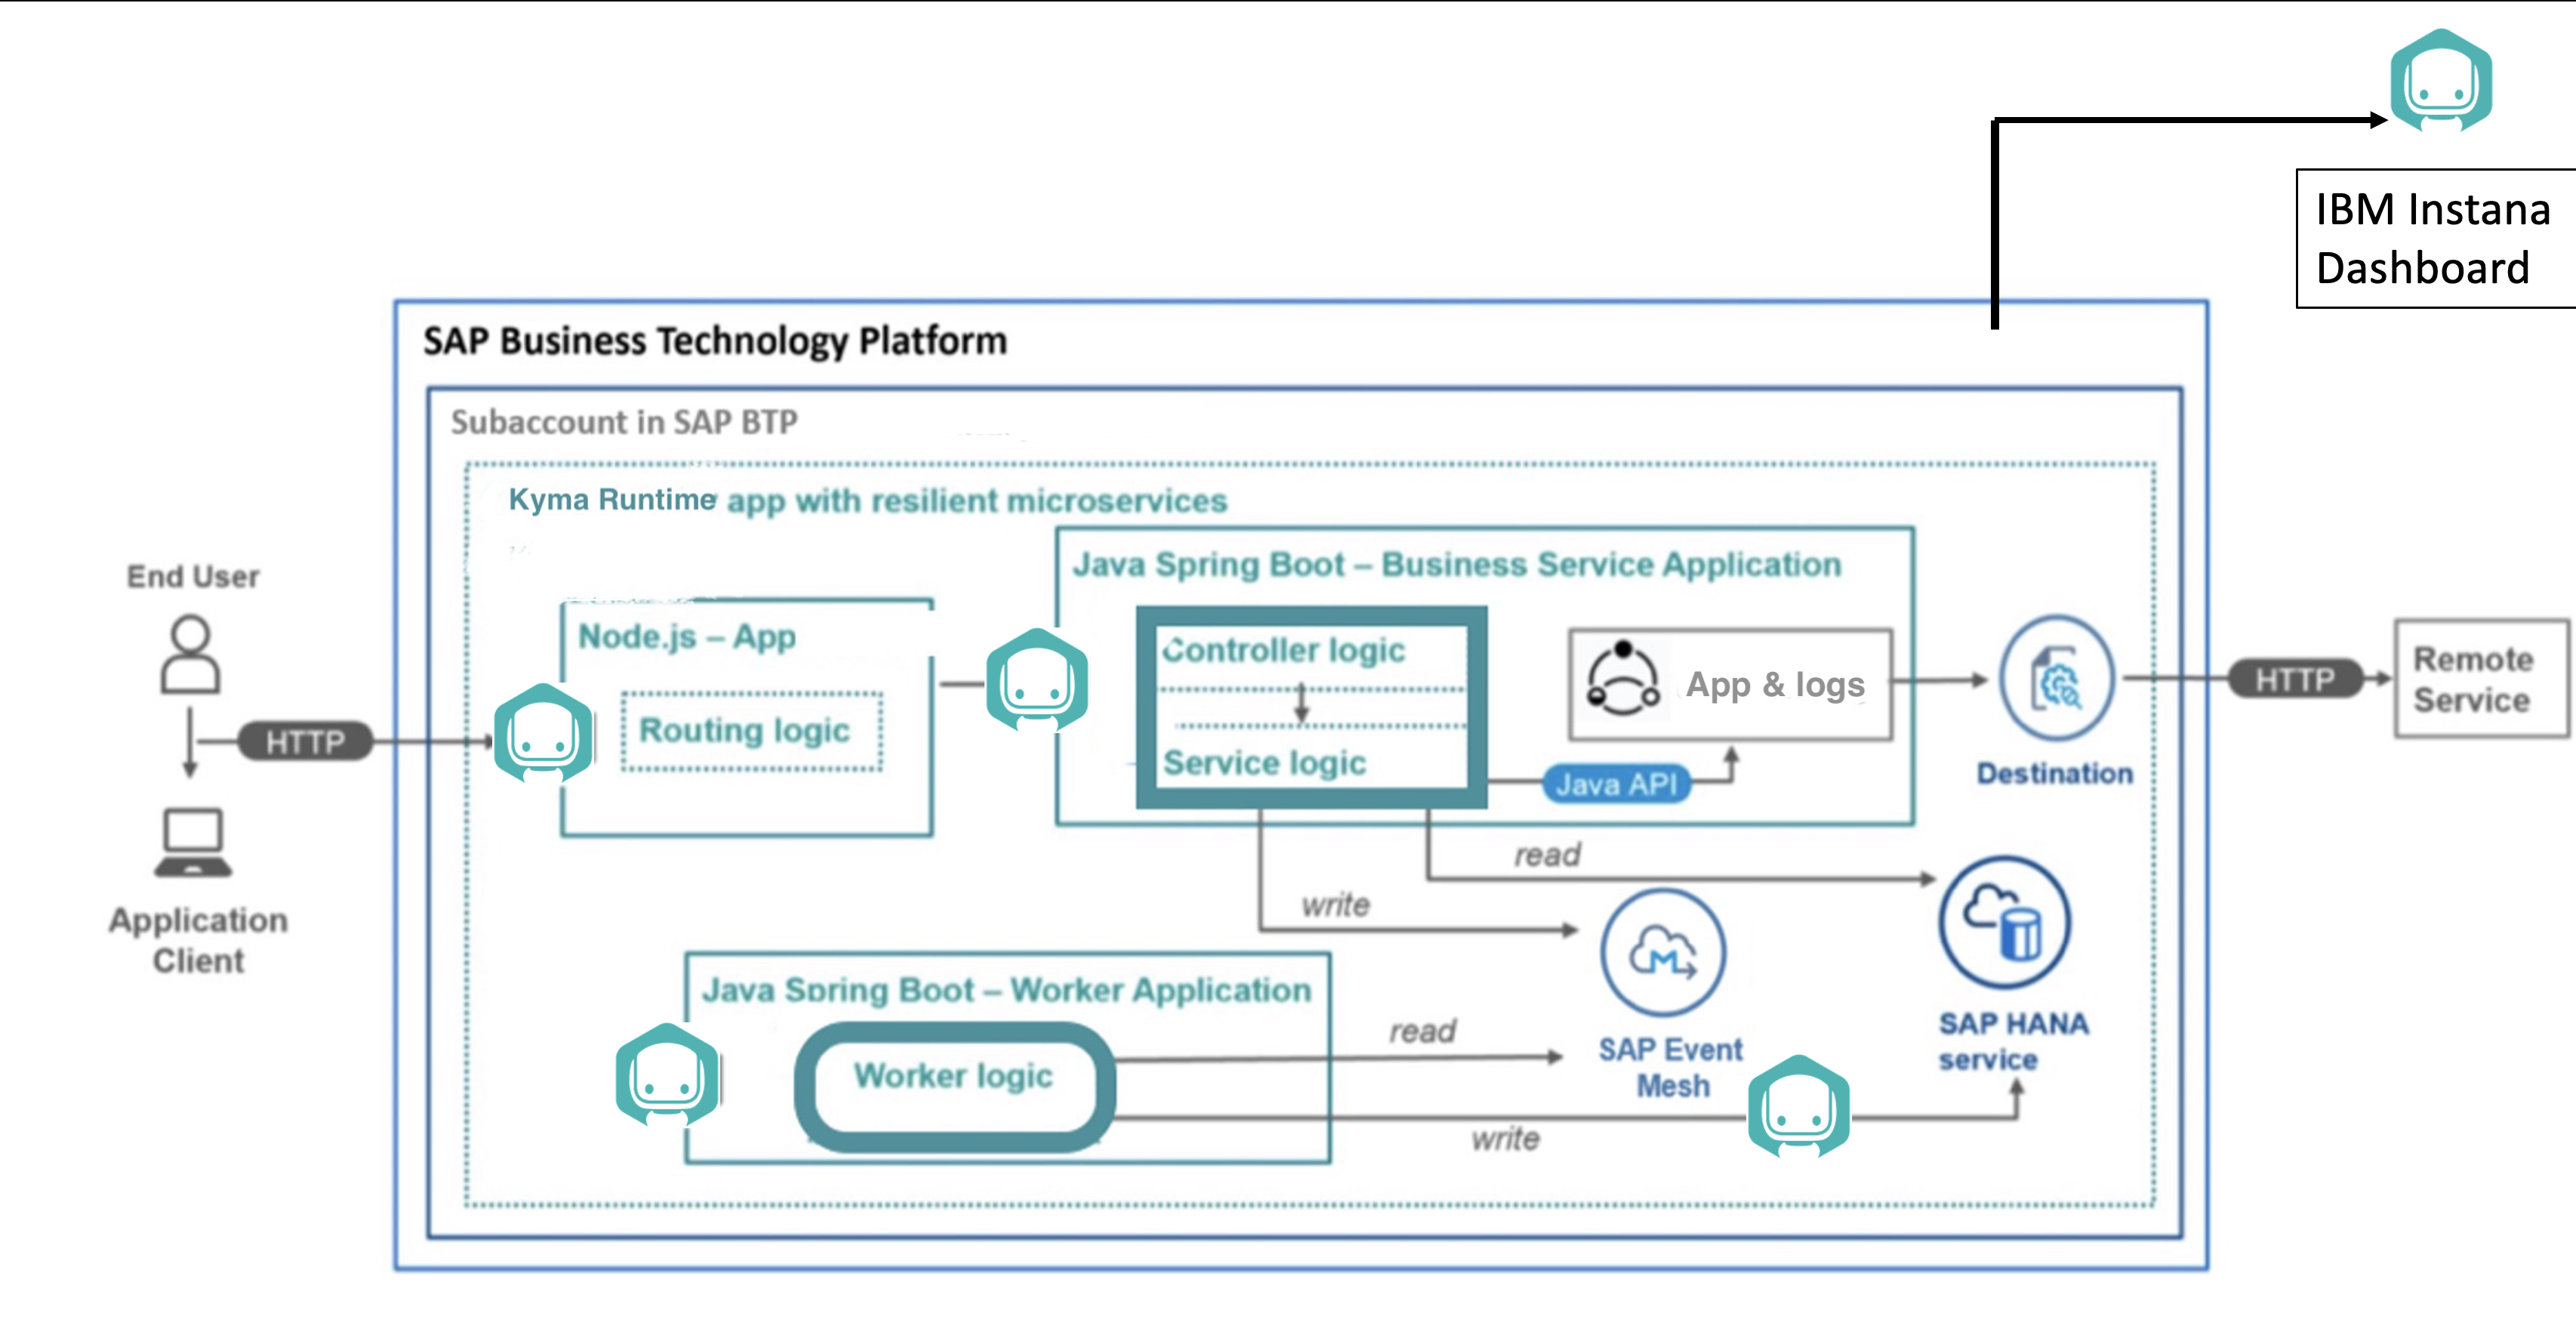 IBM Instana
Dashboard
SAP Business Technology Platform
Subaccount in SAP BTP
Kyma Runtime app with resilient microservices
End User
HTTP
Application
Client
Node.js – App
Routing logic
Java Spring Boot – Business Service Application
Controller logic
Service logic
App & logs
Java API
Destination
HTTP
Remote
Service
read
write
Java Spring Boot – Worker Application
Worker logic
read
write
SAP Event
Mesh
SAP HANA
service